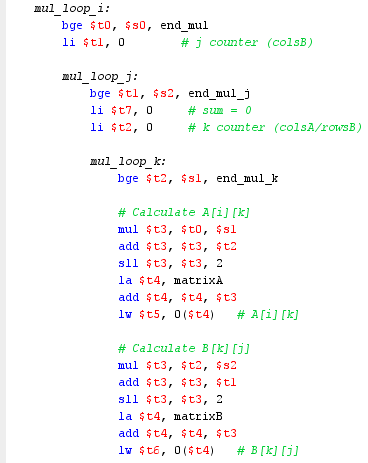 mul_loop_i:
bge $t0, $s0, end_mul
li $t1, 0 # j counter (colsB)
mul_loop_j:
bge $t1, $s2, end_mul_j
li $t7, 0 # sum = 0
li $t2, 0 # k counter (colsA/rowsB)
mul_loop_k:
bge $t2, $s1, end_mul_k
# Calculate A[i][k]
mul $t3, $t0, $s1
add $t3, $t3, $t2
sll $t3, $t3, 2
la $t4, matrixA
add $t4, $t4, $t3
lw $t5, 0($t4) # A[i][k]
# Calculate B[k][j]
mul $t3, $t2, $s2
add $t3, $t3, $t1
sll $t3, $t3, 2
la $t4, matrixB
add $t4, $t4, $t3
lw $t6, 0($t4) # B[k][j]